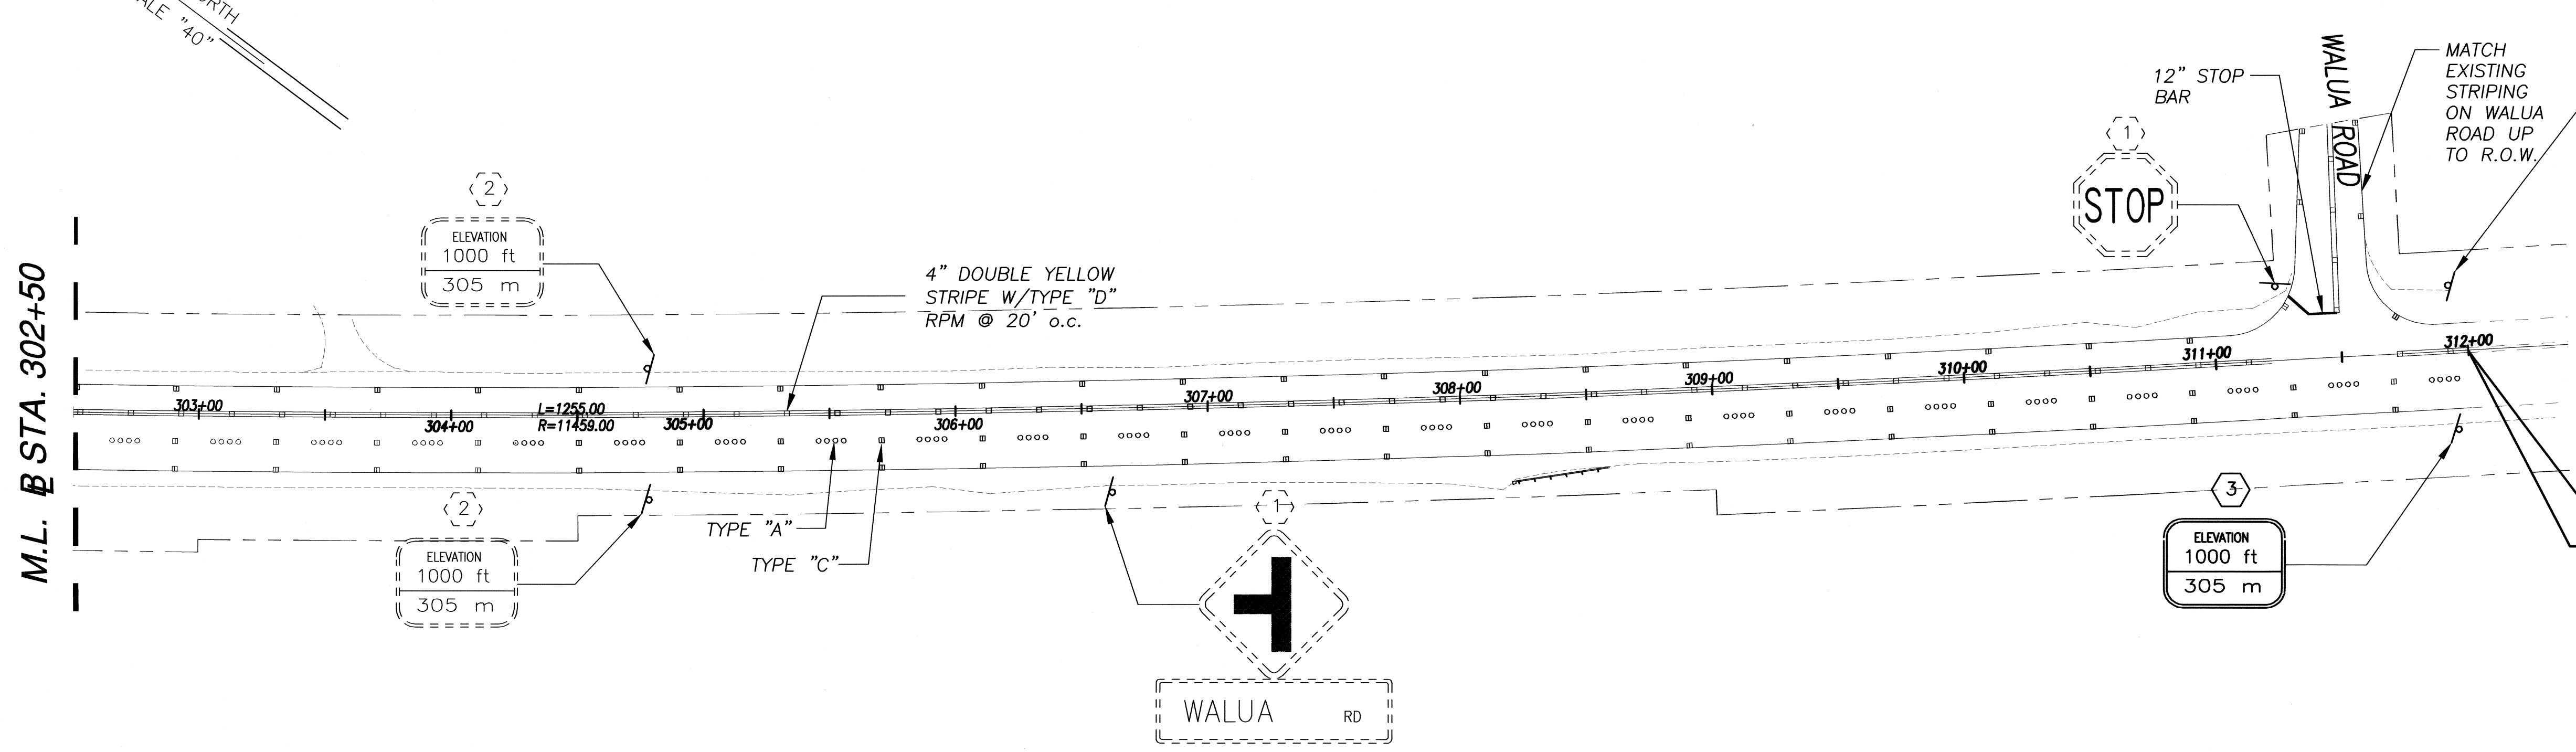 NORTH
SCALE "40"
M.L. BL STA. 302+50
2
ELEVATION
1000 ft
305 m
4" DOUBLE YELLOW
STRIPE W/TYPE "D"
RPM @ 20' o.c.
1
STOP
12" STOP
BAR
WALUA ROAD
MATCH
EXISTING
STRIPING
ON WALUA
ROAD UP
TO R.O.W.
303+00
304+00
L=1255.00
R=11459.00
305+00
306+00
307+00
308+00
309+00
310+00
311+00
312+00
2
ELEVATION
1000 ft
305 m
TYPE "A"
TYPE "C"
1
WALUA RD
3
ELEVATION
1000 ft
305 m